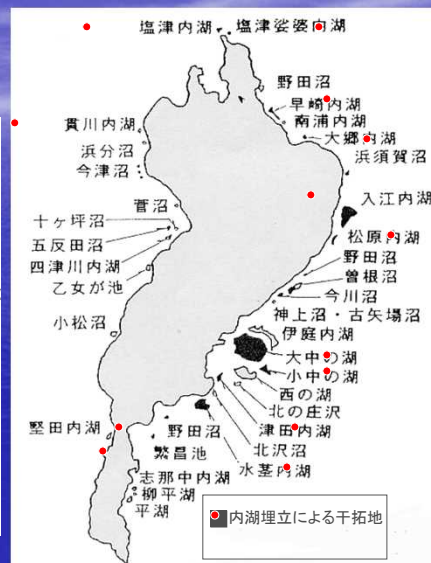 塩津内湖
塩津娑婆内湖
野田沼
早崎内湖
南浦内湖
大郷内湖
浜須賀沼
入江内湖
松原内湖
野田沼
曽根沼
今川沼
神上沼・古矢場沼
伊庭内湖
大中の湖
小中の湖
西の湖
北の庄沢
津田内湖
北沢沼
水茎内湖
野田沼
繁昌池
志那中内湖
柳平湖
平湖
貫川内湖
浜分沼
今津沼
菅沼
十ヶ坪沼
五反田沼
四津川内湖
乙女が池
小松沼
堅田内湖
内湖埋立による干拓地